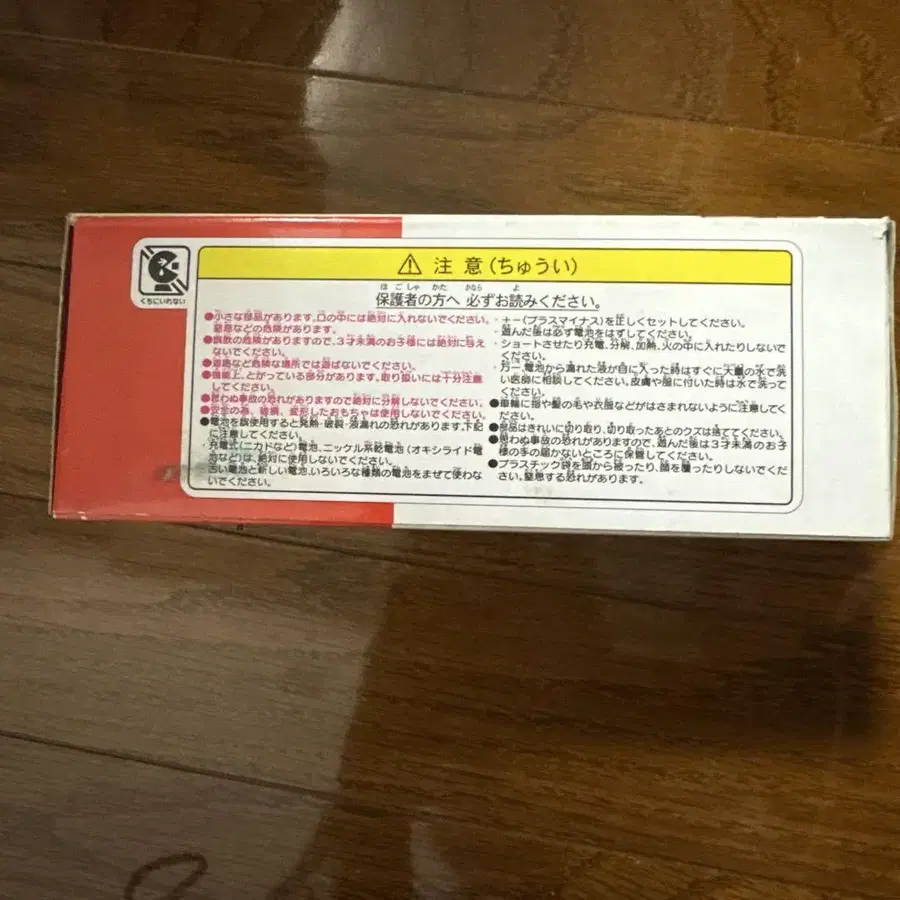 くちにいれない
注意(ちゅうい)
ほごしゃ かた かなら よ
保護者の方へ 必ずお読みください。
●小さな部品があります。口の中には絶対に入れないでください。
窒息などの危険があります。
●誤飲の危険がありますので、3才未満のお子様には絶対に与え
ないでください。
●道路など危険な場所では遊ばないでください。
●機能上、とがっている部分があります。取り扱いには十分注意
してください。
●思わぬ事故の恐れがありますので絶対に分解しないでください。
●安全の為、破損、変形したおもちゃは使用しないでください。
●電池を誤使用すると発熱・破裂・液漏れの恐れがあります。下記
に注意してください。
・充電式(ニカドなど)電池、ニッケル系乾電池(オキシライド電
池など)は、絶対に使用しないでください。
・古い電池と新しい電池、いろいろな種類の電池をまぜて使わな
いでください。
・+-(プラスマイナス)を正しくセットしてください。
・遊んだ後は必ず電池をはずしてください。
・ショートさせたり充電、分解、加熱、火の中に入れたりしないで
ください。
・万一、電池から漏れた液が目に入った時はすぐに大量の水で洗
い医師に相談してください。皮膚や服に付いた時は水で洗って
ください。
●車輪に指や髪の毛や衣服などがはさまれないように注意してく
ださい。
●部品はきれいに切り取り、切り取ったあとのクズは捨ててください。
●思わぬ事故の恐れがありますので、遊んだ後は3才未満のお子
様の手の届かないところに保管してください。
●プラスチック袋を頭から被ったり、顔を覆ったりしないでくだ
さい。窒息する恐れがあります。